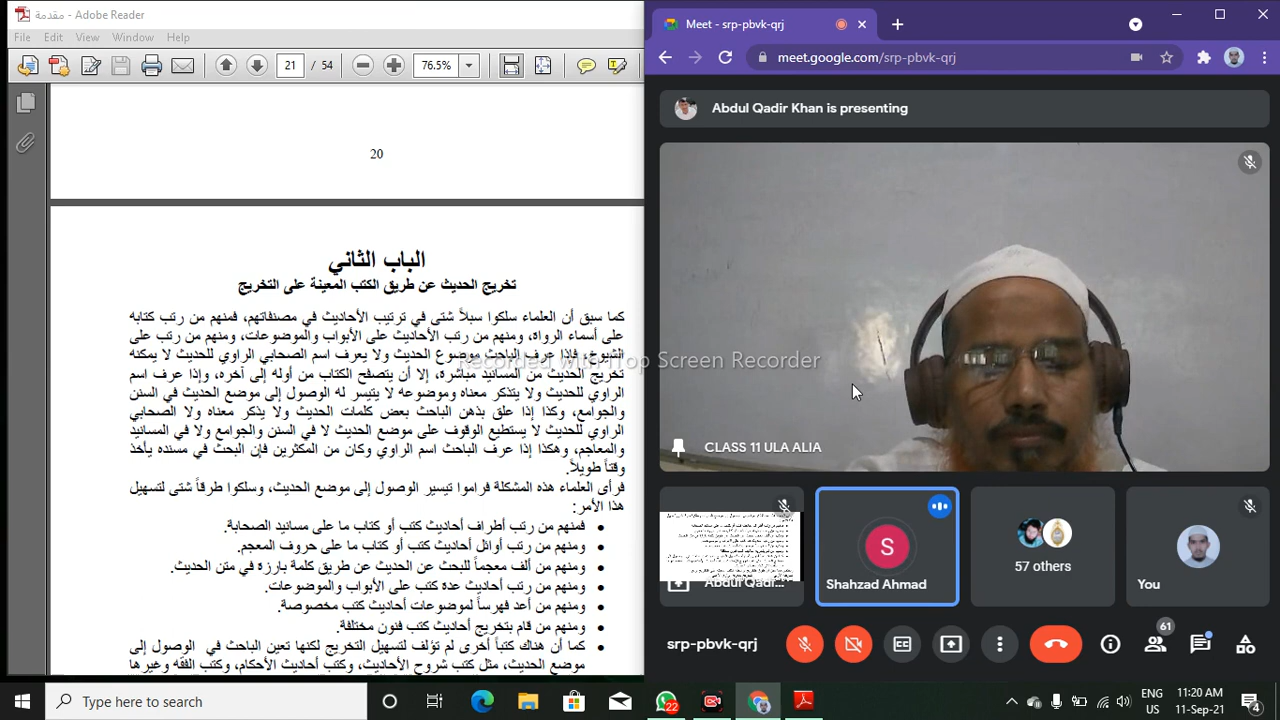 مقدمة - Adobe Reader
File Edit View Window Help
21 / 54 76.5%
20
الباب الثاني
تخريج الحديث عن طريق الكتب المعينة على التخريج
كما سبق أن العلماء سلكوا سبلاً شتى في ترتيب الأحاديث في مصنفاتهم، فمنهم من رتب كتابه
على أسماء الرواة، ومنهم من رتب الأحاديث على الأبواب والموضوعات، ومنهم من رتب على
الشيوخ، فإذا عرف الباحث موضوع الحديث ولا يعرف اسم الصحابي الراوي للحديث لا يمكنه
تخريج الحديث من المسانيد مباشرة، إلا أن يتصفح الكتاب من أوله إلى آخره، وإذا عرف اسم
الراوي للحديث ولا يتذكر معناه وموضوعه لا يتيسر له الوصول إلى موضع الحديث في السنن
والجوامع، وكذا إذا علق بذهن الباحث بعض كلمات الحديث ولا يذكر معناه ولا الصحابي
الراوي للحديث لا يستطيع الوقوف على موضع الحديث لا في السنن والجوامع ولا في المسانيد
والمعاجم، وهكذا إذا عرف الباحث اسم الراوي وكان من المكثرين فإن البحث في مسنده يأخذ
وقتاً طويلاً.
فرأى العلماء هذه المشكلة فراموا تيسير الوصول إلى موضع الحديث، وسلكوا طرقاً شتى لتسهيل
هذا الأمر:
• فمنهم من رتب أطراف أحاديث كتب أو كتاب ما على مسانيد الصحابة.
• ومنهم من رتب أوائل أحاديث كتب أو كتاب ما على حروف المعجم.
• ومنهم من ألف معجماً للبحث عن الحديث عن طريق كلمة بارزة في متن الحديث.
• ومنهم من رتب أحاديث عدة كتب على الأبواب والموضوعات.
• ومنهم من أعد فهرساً لموضوعات أحاديث كتب مخصوصة.
• ومنهم من قام بتخريج أحاديث كتب فنون مختلفة.
• كما أن هناك كتباً أخرى لم تؤلف لتسهيل التخريج لكنها تعين الباحث في الوصول إلى
موضع الحديث، مثل كتب شروح الأحاديث، وكتب أحاديث الأحكام، وكتب الفقه وغيرها
Recorded with iTop Screen Recorder
Meet - srp-pbvk-qrj
meet.google.com/srp-pbvk-qrj
Abdul Qadir Khan is presenting
CLASS 11 ULA ALIA
Abdul Qadi...
S
Shahzad Ahmad
57 others
You
srp-pbvk-qrj
61
Type here to search
22
ENG
US
11:20 AM
11-Sep-21
4